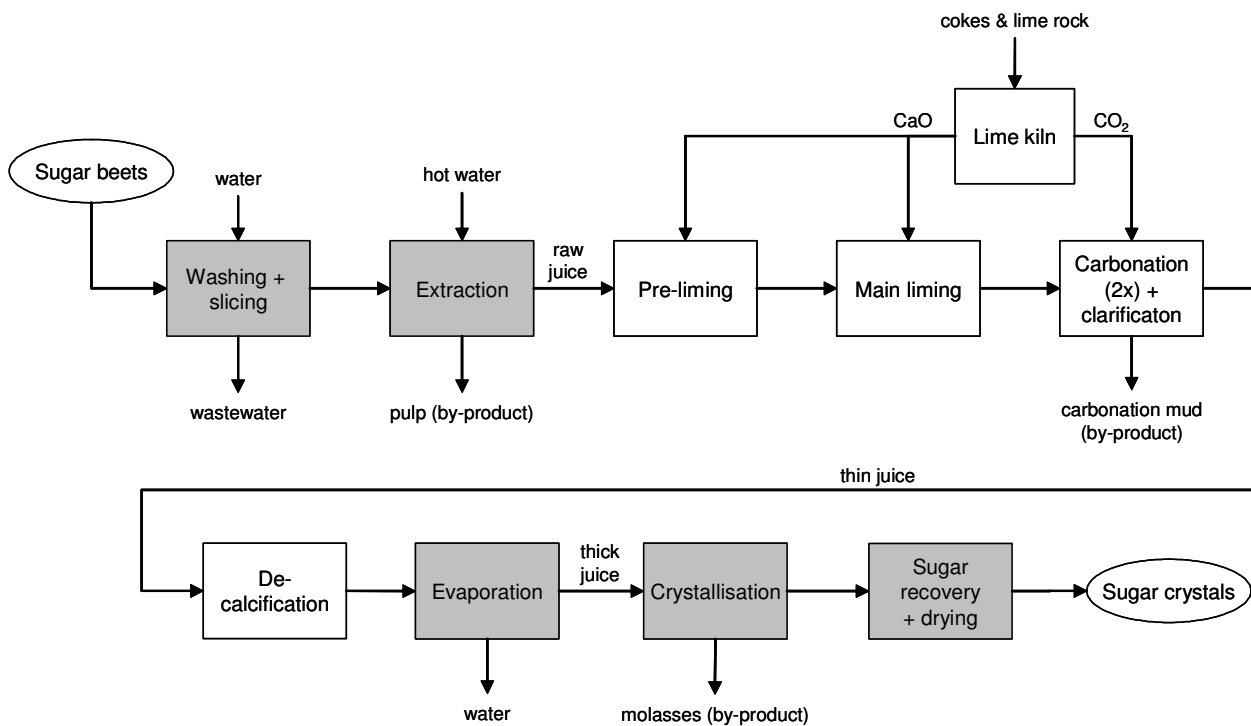 cokes & lime rock
CaO
Lime kiln
CO₂
Sugar beets
water
hot water
Washing +
slicing
Extraction
raw
juice
Pre-liming
Main liming
Carbonation
(2x) +
clarificaton
wastewater
pulp (by-product)
carbonation mud
(by-product)
thin juice
De-
calcification
Evaporation
thick
juice
Crystallisation
Sugar
recovery
+ drying
Sugar crystals
water
molasses (by-product)